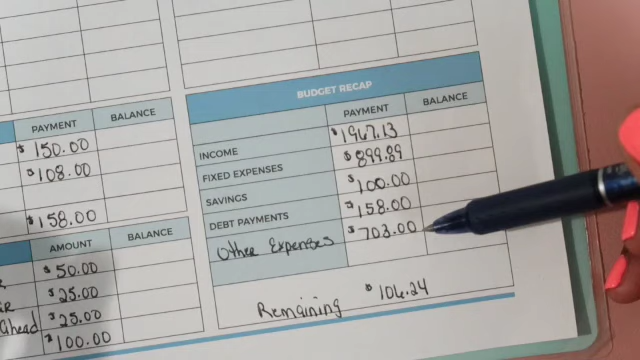 PAYMENT BALANCE
$150.00
$108.00
$158.00
AMOUNT BALANCE
$50.00
$25.00
ahead $25.00
$100.00
BUDGET RECAP
PAYMENT BALANCE
INCOME $1967.13
FIXED EXPENSES $899.89
SAVINGS $100.00
DEBT PAYMENTS $158.00
Other Expenses $703.00
Remaining $106.24